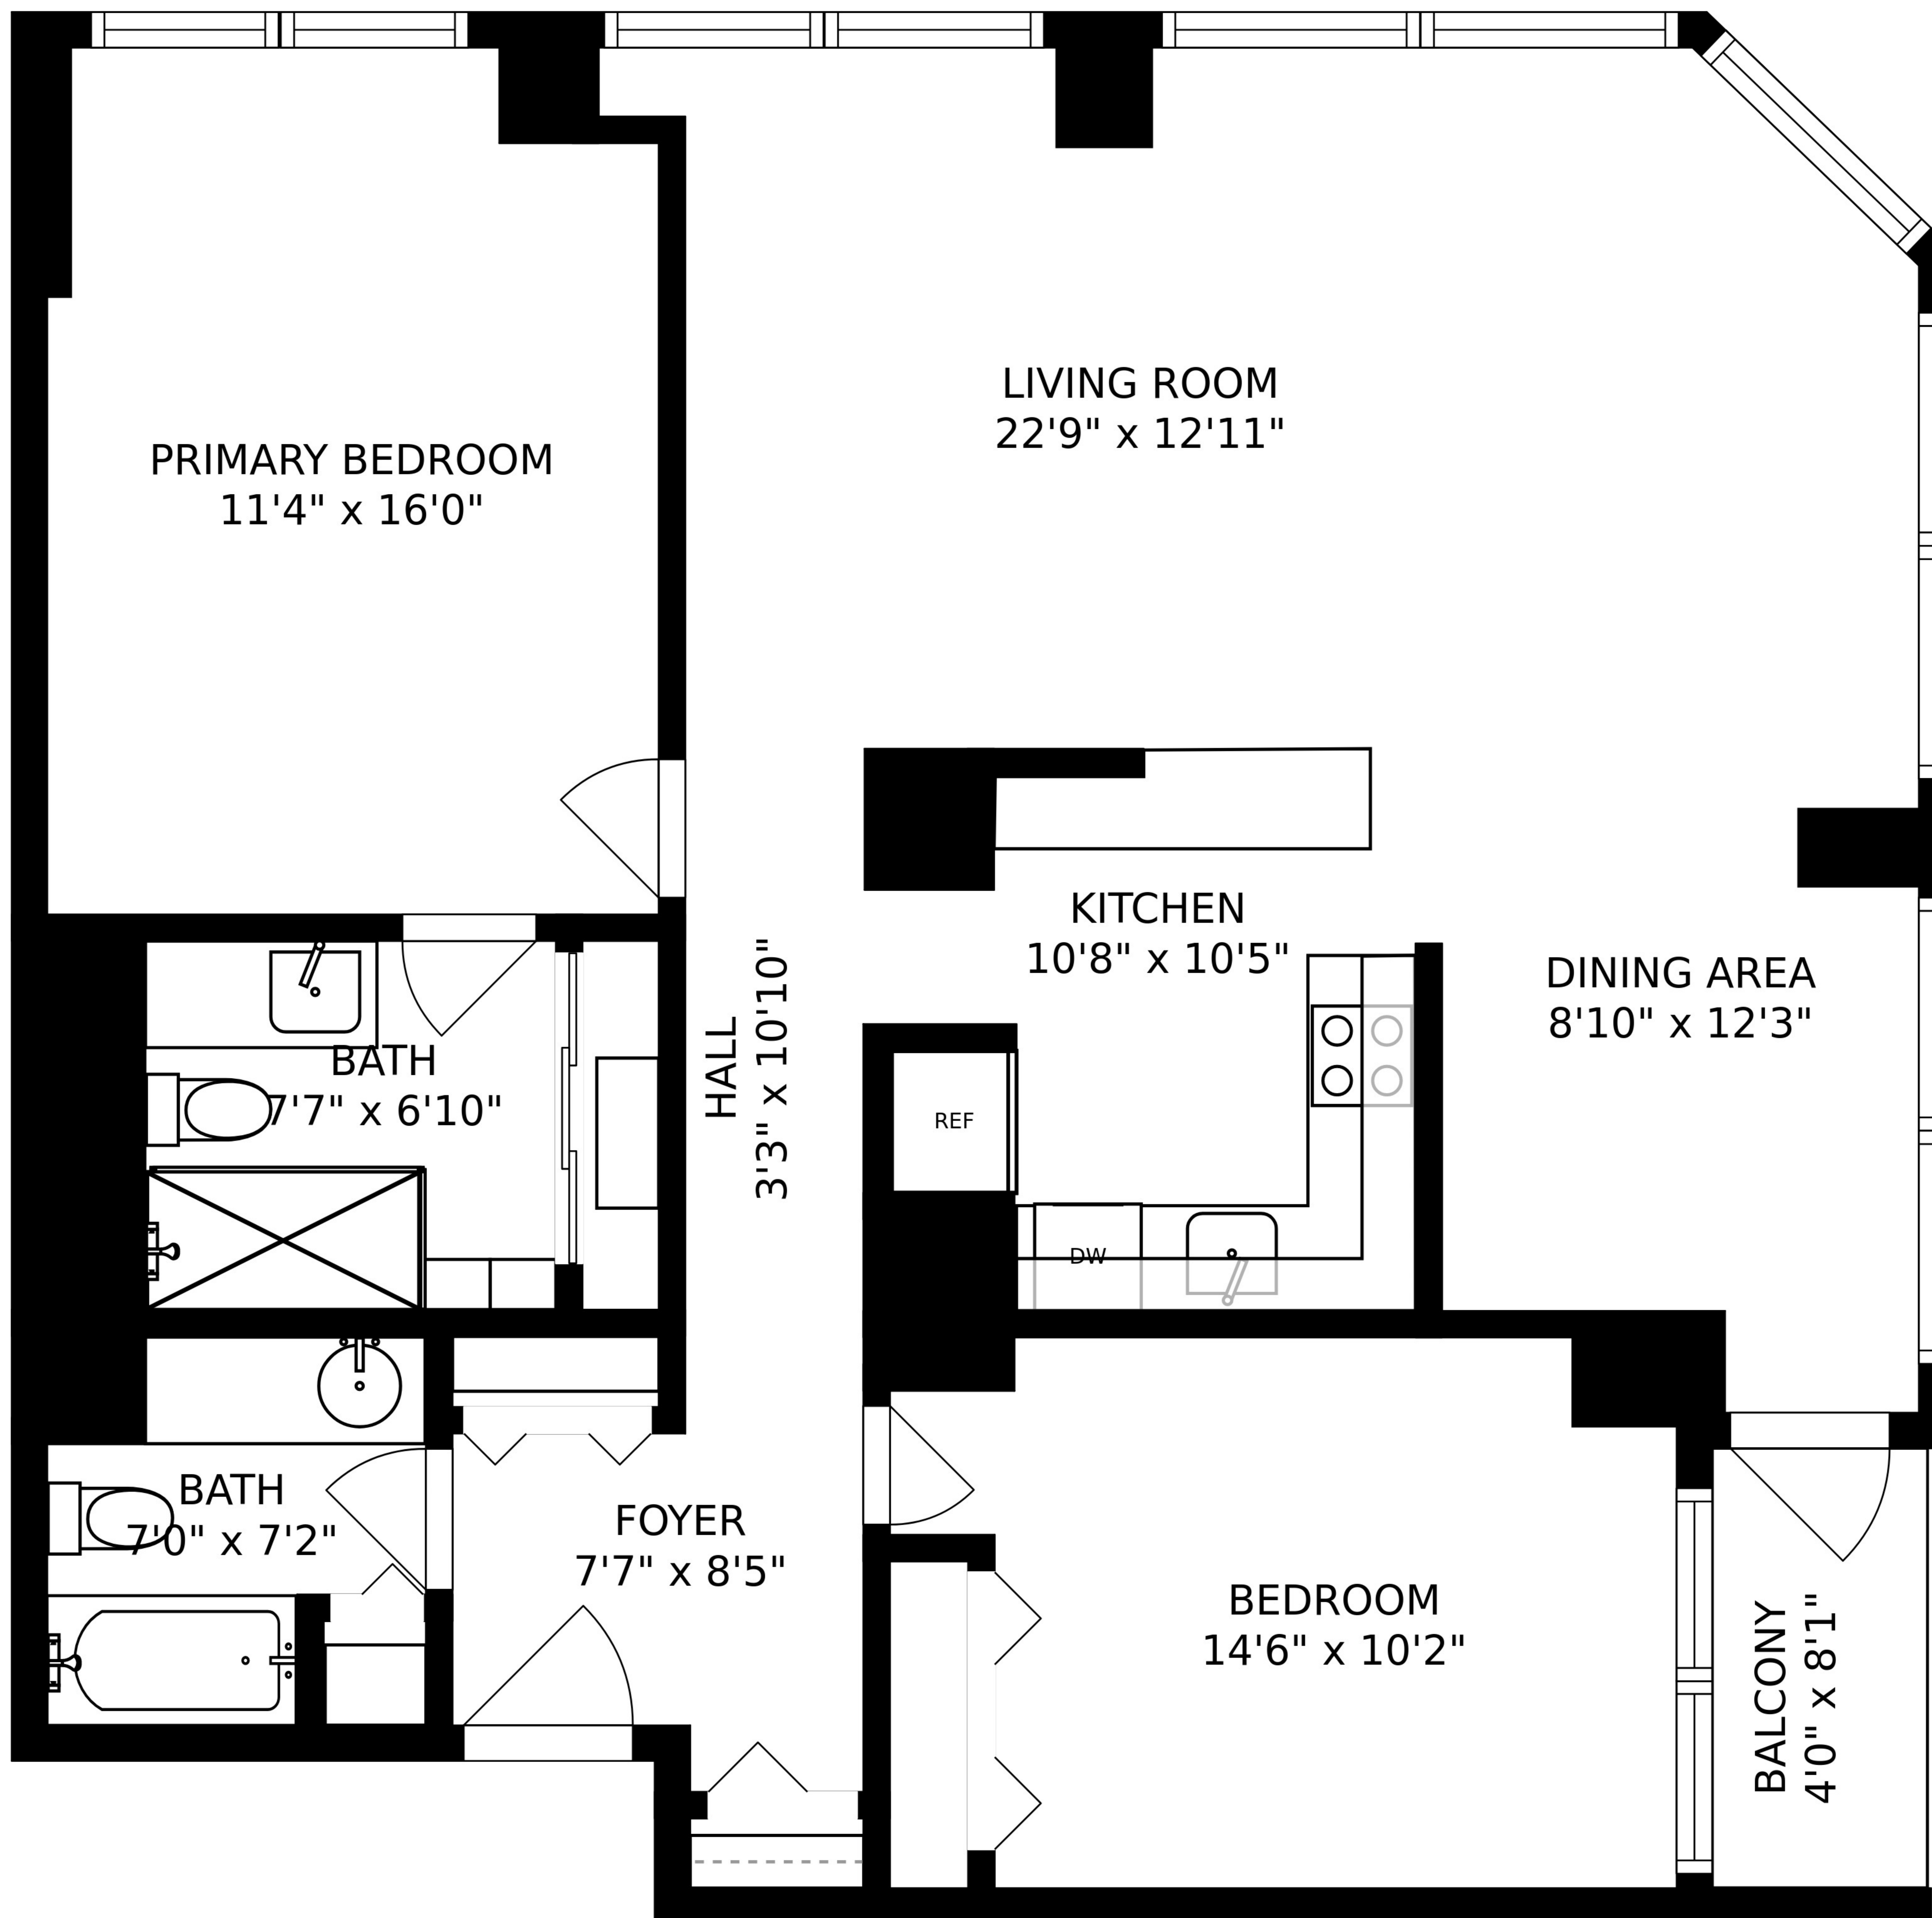 LIVING ROOM
22'9" x 12'11"
PRIMARY BEDROOM
11'4" x 16'0"
KITCHEN
10'8" x 10'5"
DINING AREA
8'10" x 12'3"
BATH
7'7" x 6'10"
HALL
3'3" x 10'10"
REF
DW
BATH
7'0" x 7'2"
FOYER
7'7" x 8'5"
BEDROOM
14'6" x 10'2"
BALCONY
4'0" x 8'1"